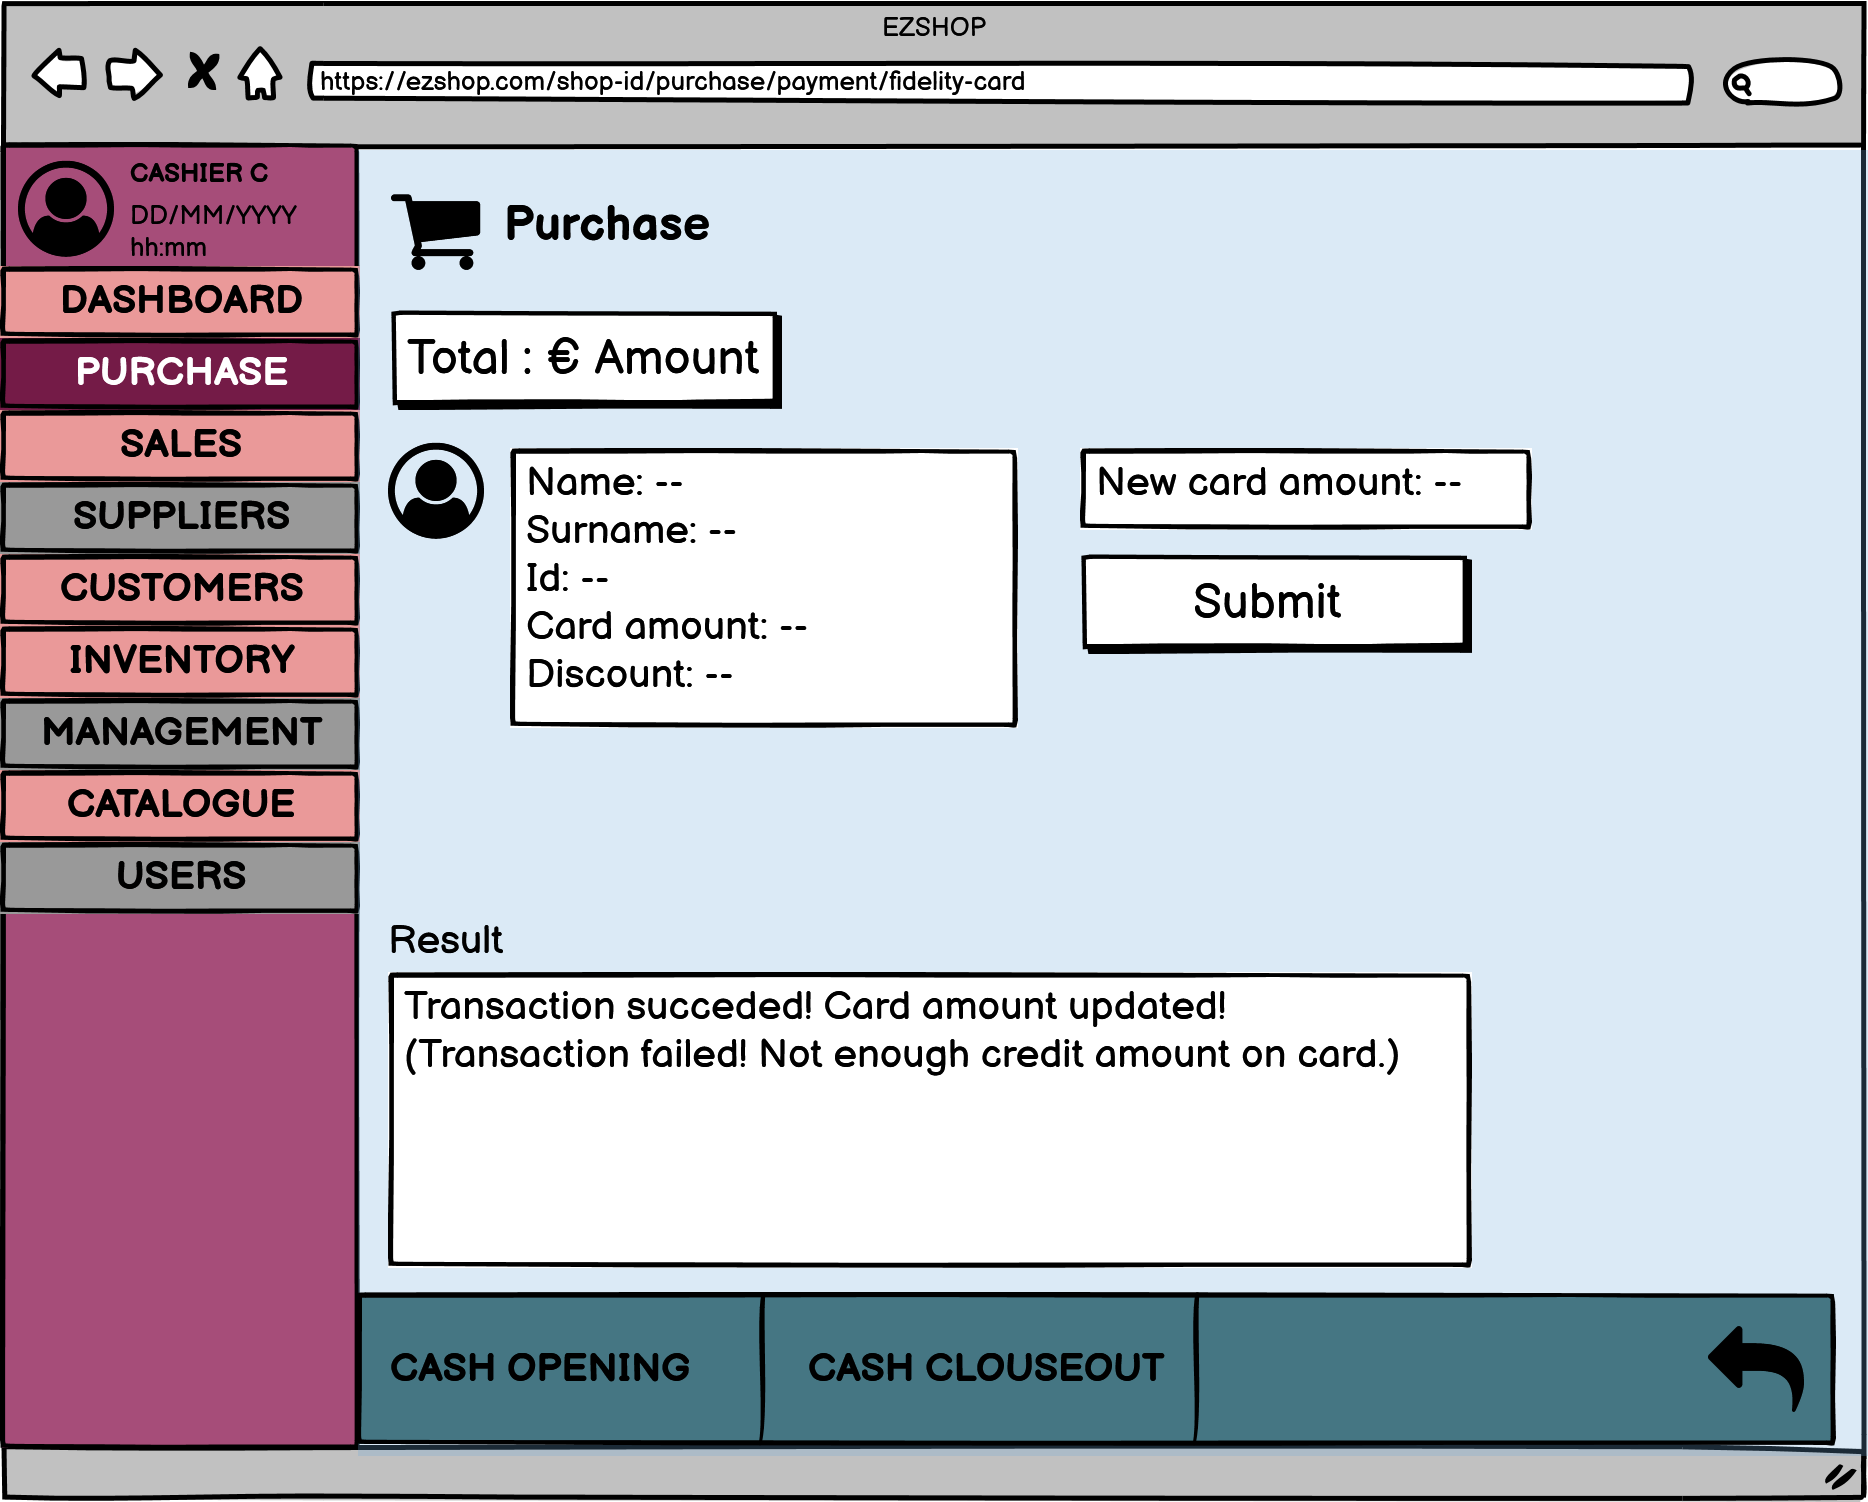 EZSHOP
https://ezshop.com/shop-id/purchase/payment/fidelity-card
CASHIER C
DD/MM/YYYY
hh:mm
DASHBOARD
PURCHASE
SALES
SUPPLIERS
CUSTOMERS
INVENTORY
MANAGEMENT
CATALOGUE
USERS
Purchase
Total : € Amount
Name: --
Surname: --
Id: --
Card amount: --
Discount: --
New card amount: --
Submit
Result
Transaction succeded! Card amount updated!
(Transaction failed! Not enough credit amount on card.)
CASH OPENING
CASH CLOUSEOUT